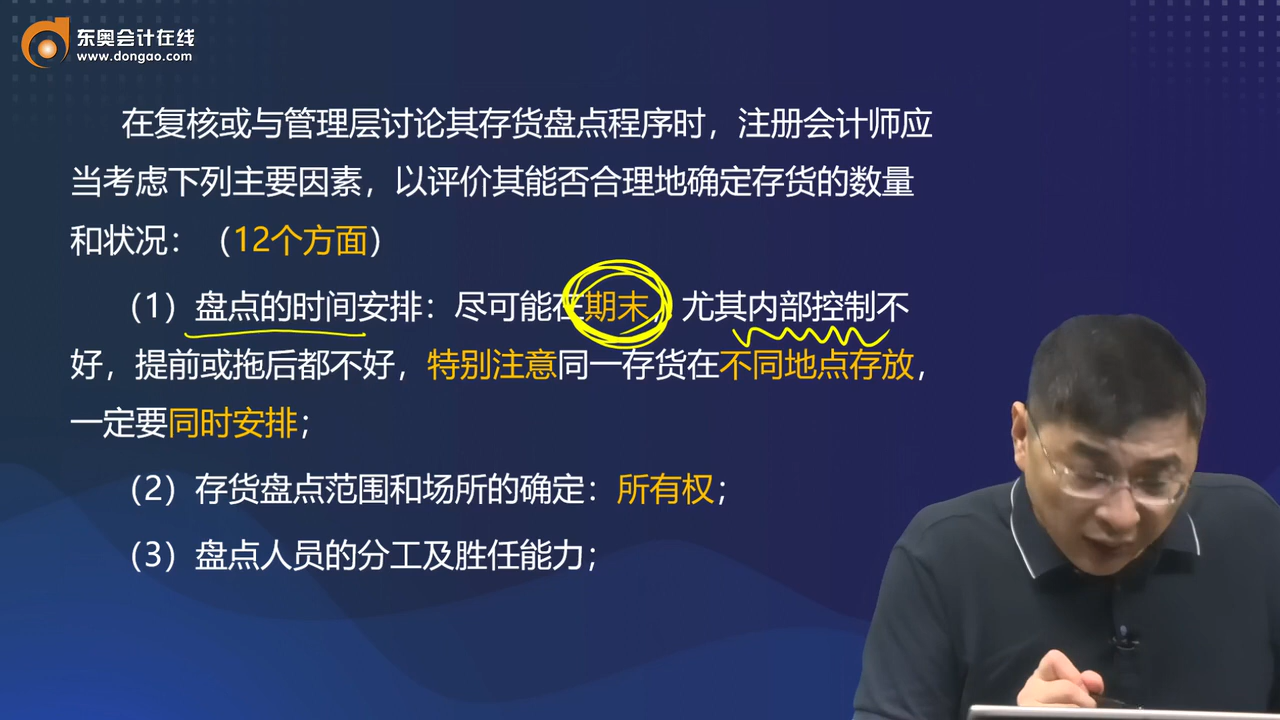 东奥会计在线
www.dongao.com
在复核或与管理层讨论其存货盘点程序时，注册会计师应
当考虑下列主要因素，以评价其能否合理地确定存货的数量
和状况：（12个方面）
（1）盘点的时间安排：尽可能在期末，尤其内部控制不
好，提前或拖后都不好，特别注意同一存货在不同地点存放，
一定要同时安排；
（2）存货盘点范围和场所的确定：所有权；
（3）盘点人员的分工及胜任能力；